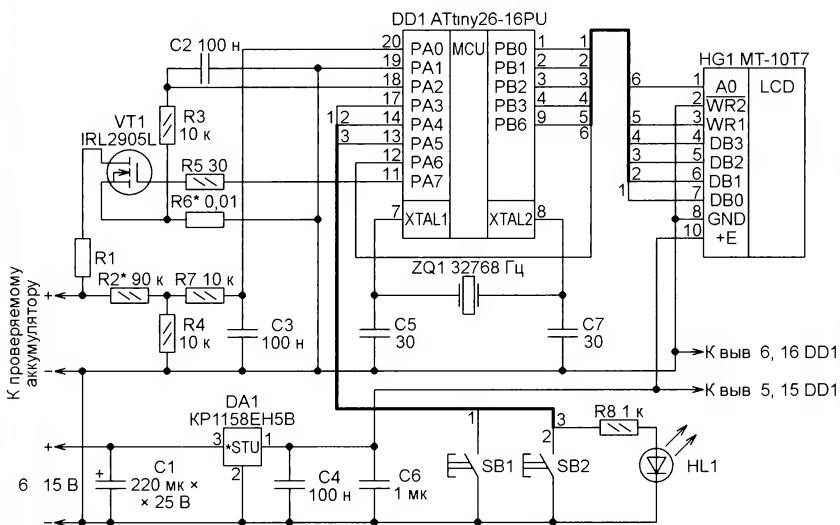 DD1 ATtiny26-16PU
C2 100 н
20 PA0 MCU PB0 1 1
19 PA1 PB1 2 2
18 PA2 PB2 3 3
17 PA3 PB3 4 4
1 2 14 PA4 PB6 9 5
3 13 PA5 6
12 PA6
11 PA7
7 XTAL1 XTAL2 8
HG1 MT-10T7
6 1 A0 LCD
2 WR2
5 3 WR1
4 4 DB3
3 5 DB2
2 6 DB1
1 7 DB0
8 GND
10 +E
VT1
IRL2905L
R3
10 к
R5 30
R6* 0,01
R1
R2* 90 к
R7 10 к
R4
10 к
C3
100 н
ZQ1 32768 Гц
C5
30
C7
30
К проверяемому
аккумулятору
+
–
К выв 6, 16 DD1
К выв 5, 15 DD1
DA1
КР1158ЕН5В
3 *STU 1
2
+
6 15 В
–
+
C1
220 мк ×
× 25 В
C4
100 н
C6
1 мк
1
SB1
3
2
SB2
R8 1 к
HL1